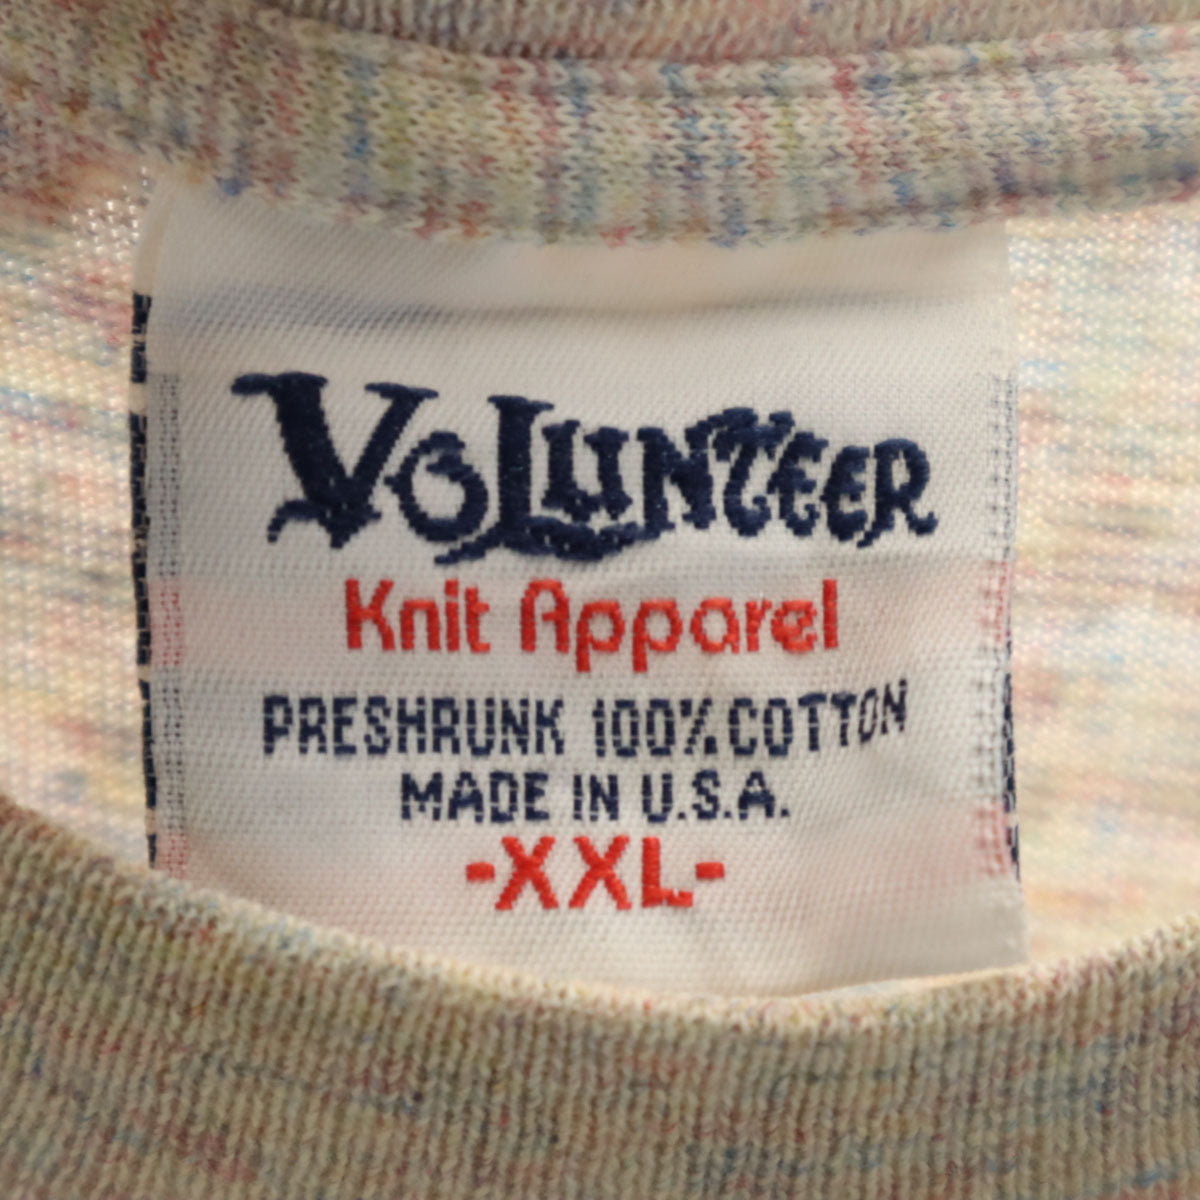 VOLUNTEER
Knit Apparel
PRESHRUNK 100% COTTON
MADE IN U.S.A.
-XXL-